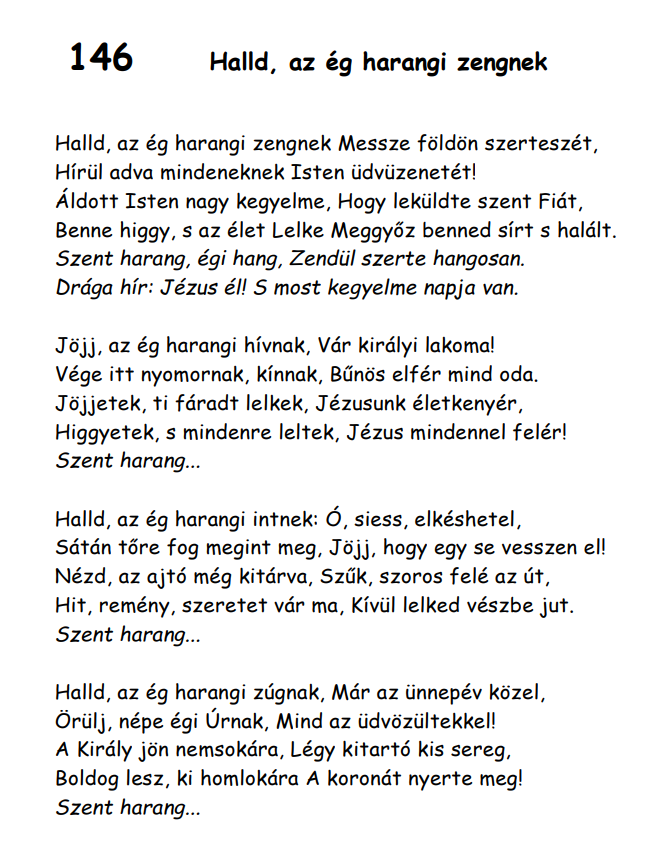 146 Halld, az ég harangi zengnek
Halld, az ég harangi zengnek Messze földön szerteszét,
Hírül adva mindeneknek Isten üdvüzenetét!
Áldott Isten nagy kegyelme, Hogy leküldte szent Fiát,
Benne higgy, s az élet Lelke Meggyőz benned sírt s halált.
Szent harang, égi hang, Zendül szerte hangosan.
Drága hír: Jézus él! S most kegyelme napja van.
Jöjj, az ég harangi hívnak, Vár királyi lakoma!
Vége itt nyomornak, kínnak, Bűnös elfér mind oda.
Jöjjetek, ti fáradt lelkek, Jézusunk életkenyér,
Higgyetek, s mindenre leltek, Jézus mindennel felér!
Szent harang...
Halld, az ég harangi intnek: Ó, siess, elkéshetel,
Sátán tőre fog megint meg, Jöjj, hogy egy se vesszen el!
Nézd, az ajtó még kitárva, Szűk, szoros felé az út,
Hit, remény, szeretet vár ma, Kívül lelked vészbe jut.
Szent harang...
Halld, az ég harangi zúgnak, Már az ünnepév közel,
Örülj, népe égi Úrnak, Mind az üdvözültekkel!
A Király jön nemsokára, Légy kitartó kis sereg,
Boldog lesz, ki homlokára A koronát nyerte meg!
Szent harang...